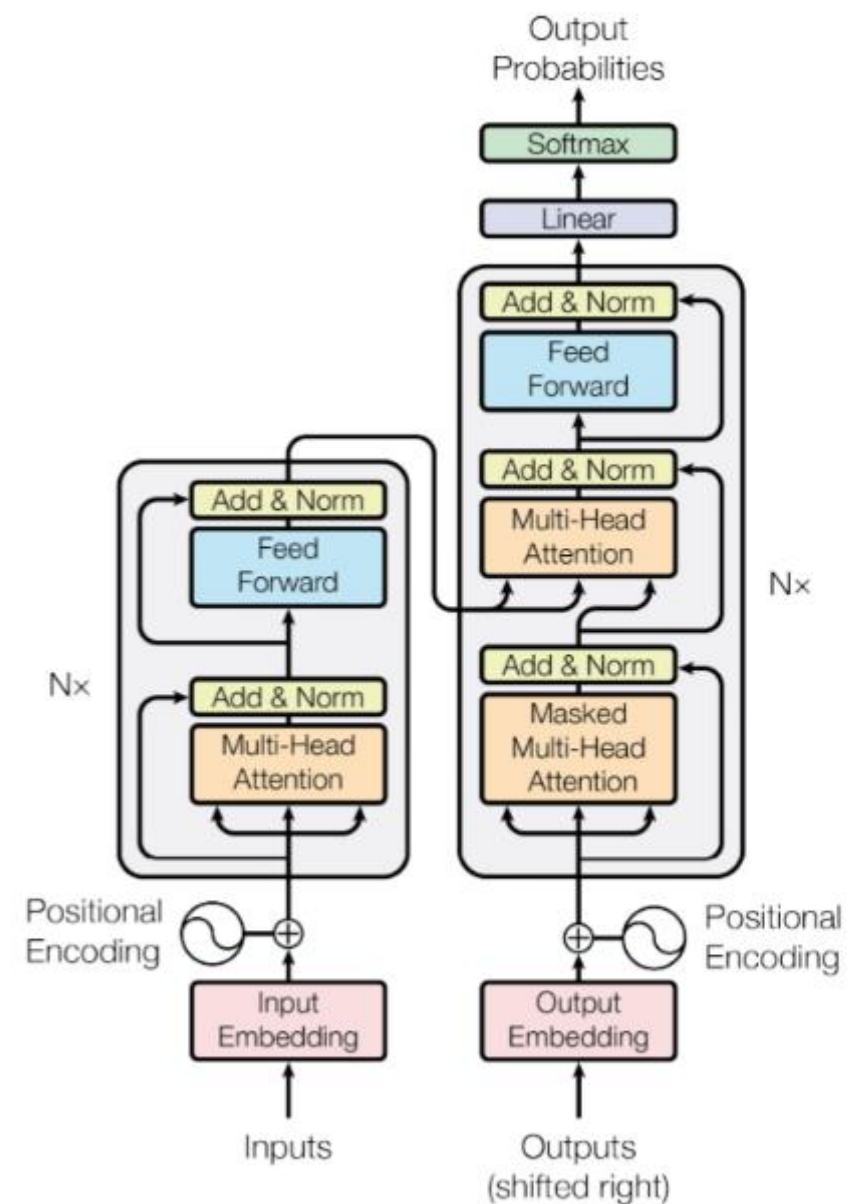 Output
Probabilities
Softmax
Linear
Add & Norm
Feed
Forward
Add & Norm
Multi-Head
Attention
Add & Norm
Masked
Multi-Head
Attention
Nx
Add & Norm
Feed
Forward
Add & Norm
Multi-Head
Attention
Nx
Positional
Encoding
Positional
Encoding
Input
Embedding
Output
Embedding
Inputs
Outputs
(shifted right)